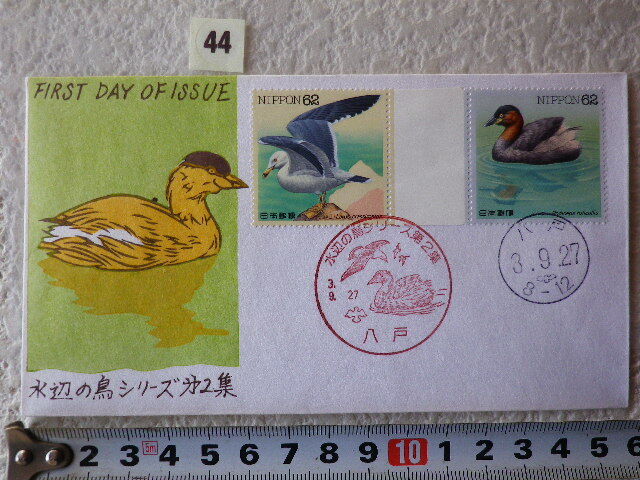 44
FIRST DAY OF ISSUE
水辺の鳥シリーズ第2集
NIPPON 62
日本郵便
NIPPON 62
日本郵便
水辺の鳥シリーズ第2集
3.
9. 27
八戸
八戸
3.9.27
8-12
2 3 5m 4 5 6 7 8 9 10 1 2 3 4 5 6